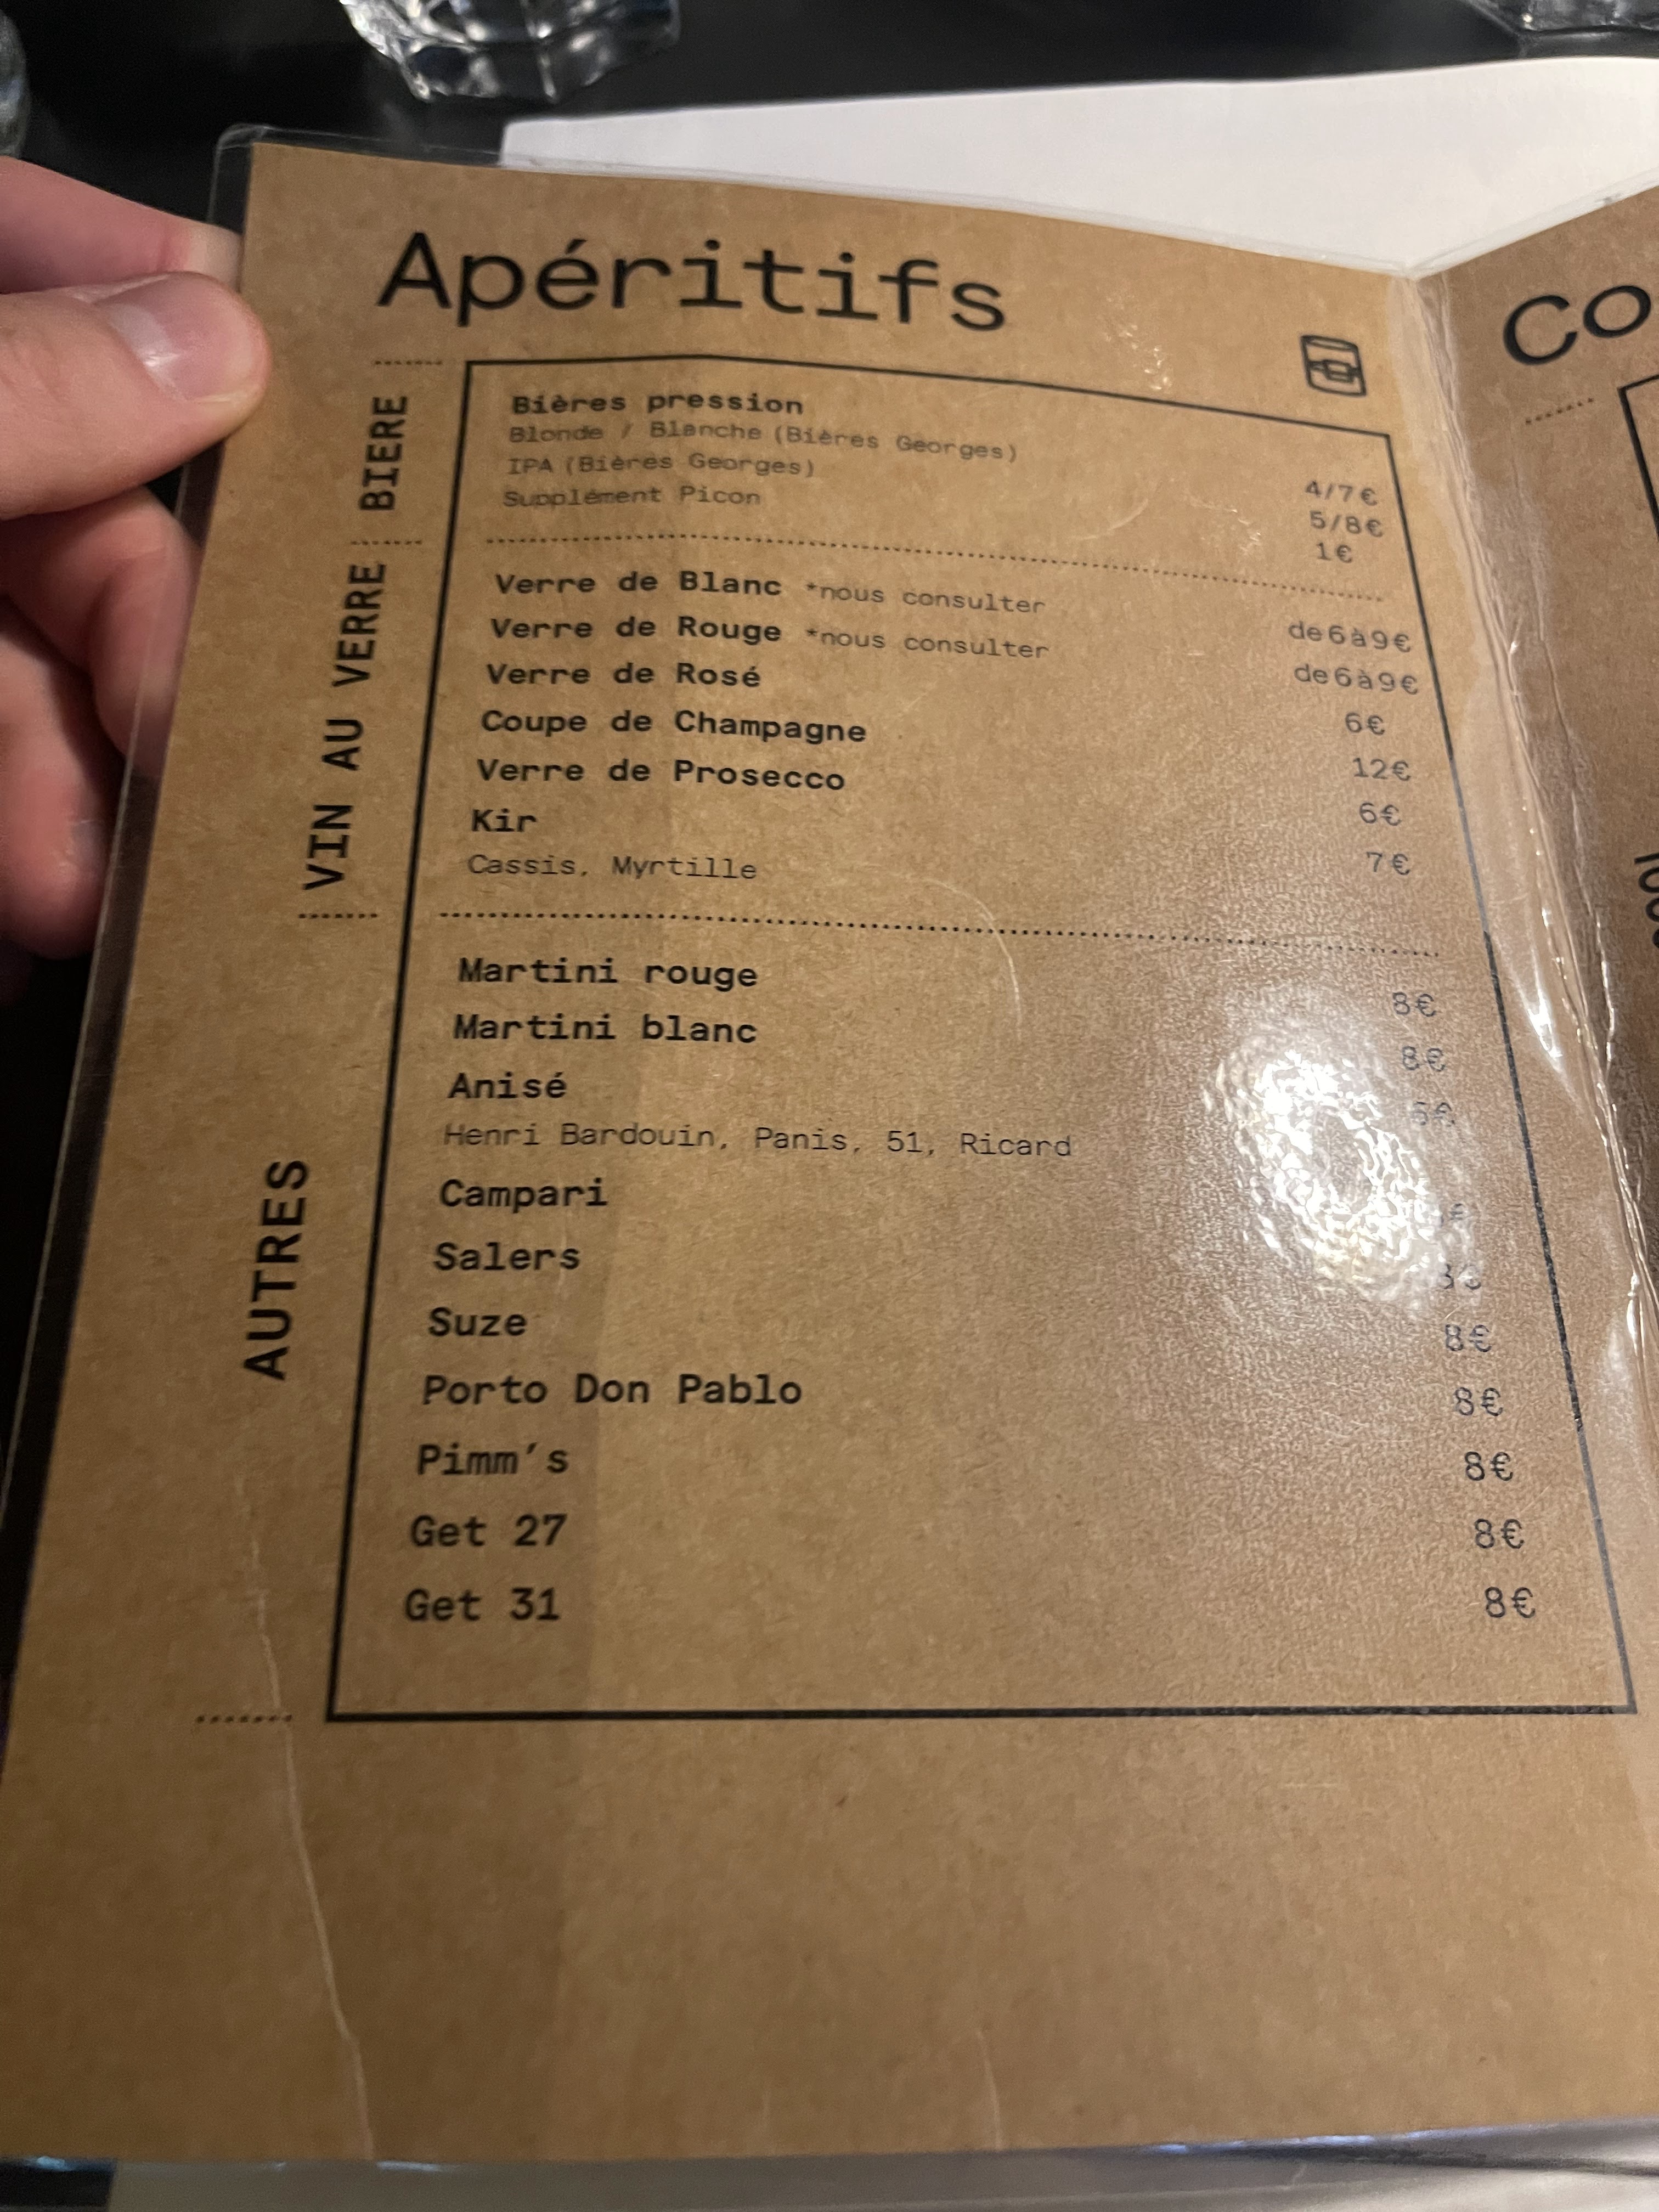 Apéritifs
BIERE
Bières pression
Blonde / Blanche (Bières Georges) 4/7€
IPA (Bières Georges) 5/8€
Supplément Picon 1€
VIN AU VERRE
Verre de Blanc *nous consulter de6à9€
Verre de Rouge *nous consulter de6à9€
Verre de Rosé 6€
Coupe de Champagne 12€
Verre de Prosecco 6€
Kir 7€
Cassis, Myrtille
AUTRES
Martini rouge 8€
Martini blanc 8€
Anisé 5€
Henri Bardouin, Panis, 51, Ricard
Campari
Salers
Suze 8€
Porto Don Pablo 8€
Pimm's 8€
Get 27 8€
Get 31 8€